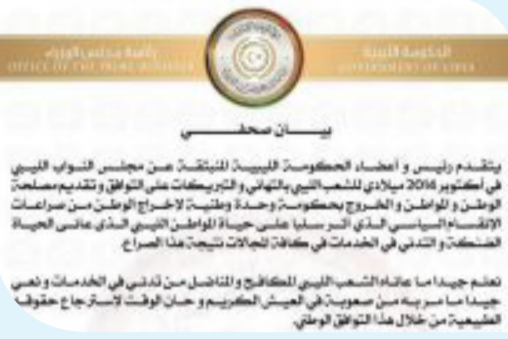 الحكومة الليبية
GOVERNMENT OF LIBYA
رئاسة مجلس الوزراء
OFFICE OF THE PRIME MINISTER
بيـــان صحفـــــي
يتقدم رئيس و أعضاء الحكومة الليبية المنبثقة عن مجلس النواب الليبي
في أكتوبر 2014 ميلادي للشعب الليبي بالتهاني و التبريكات على التوافق و تقديم مصلحة
الوطن و المواطن و الخروج بحكومة وحدة وطنية لإخراج الوطن من صراعات
الإنقسام السياسي الذي أثر سلبا على حياة المواطن الليبي الذي عانى الحياة
الضنكة و التدني في الخدمات في كافة المجالات نتيجة هذا الصراع
نعلم جيدا ما عاناه الشعب الليبي المكافح و المناضل من تدني في الخدمات و نعي
جيدا ما مر به من صعوبة في العيش الكريم و حان الوقت لإسترجاع حقوقه
الطبيعية من خلال هذا التوافق الوطني.